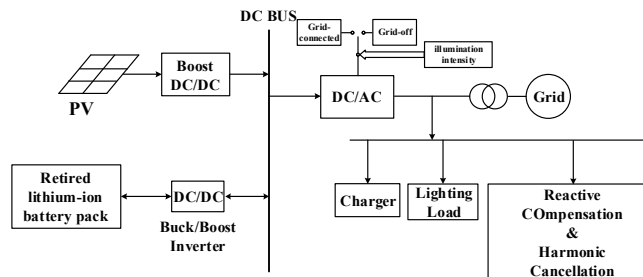 DC BUS
Grid-
connected
Grid-off
illumination
intensity
Boost
DC/DC
PV
DC/AC
Grid
Retired
lithium-ion
battery pack
DC/DC
Buck/Boost
Inverter
Charger
Lighting
Load
Reactive
COmpensation
&
Harmonic
Cancellation